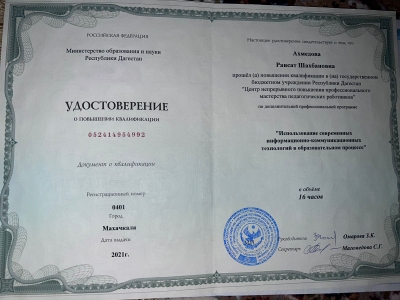 РОССИЙСКАЯ ФЕДЕРАЦИЯ
Министерство образования и науки
Республики Дагестан
УДОСТОВЕРЕНИЕ
О ПОВЫШЕНИИ КВАЛИФИКАЦИИ
052414954992
Документ о квалификации
Регистрационный номер
0401
Город
Махачкала
Дата выдачи
2021г.
Настоящее удостоверение свидетельствует о том, что
Ахмедова
Равсят Шахбановна
прошёл (а) повышение квалификации в (на) государственном
бюджетном учреждении Республики Дагестан
"Центр непрерывного повышения профессионального
мастерства педагогических работников"
по дополнительной профессиональной программе
"Использование современных
информационно-коммуникационных
технологий в образовательном процессе"
в объёме
16 часов
Руководитель Омарова З.К.
Секретарь Магомедова С.Г.